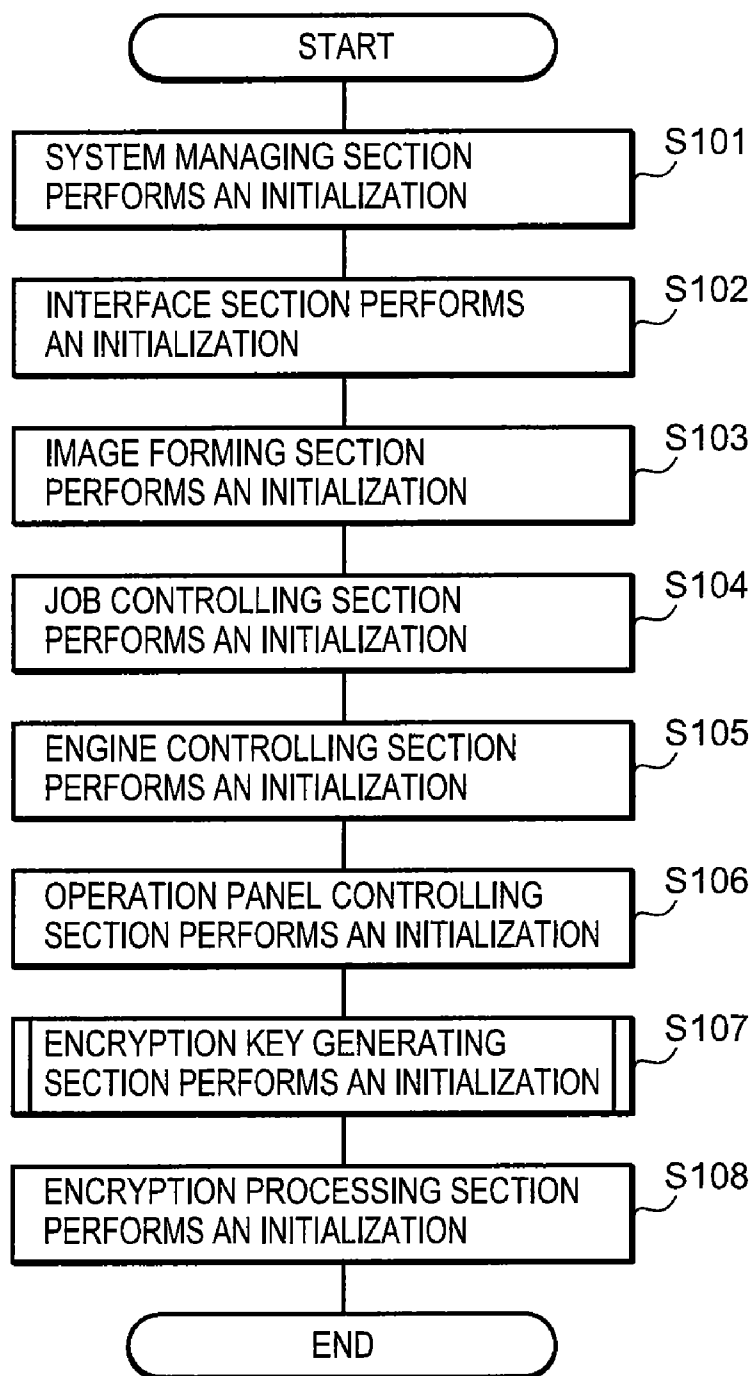 START
SYSTEM MANAGING SECTION
PERFORMS AN INITIALIZATION
S101
INTERFACE SECTION PERFORMS
AN INITIALIZATION
S102
IMAGE FORMING SECTION
PERFORMS AN INITIALIZATION
S103
JOB CONTROLLING SECTION
PERFORMS AN INITIALIZATION
S104
ENGINE CONTROLLING SECTION
PERFORMS AN INITIALIZATION
S105
OPERATION PANEL CONTROLLING
SECTION PERFORMS AN INITIALIZATION
S106
ENCRYPTION KEY GENERATING
SECTION PERFORMS AN INITIALIZATION
S107
ENCRYPTION PROCESSING SECTION
PERFORMS AN INITIALIZATION
S108
END